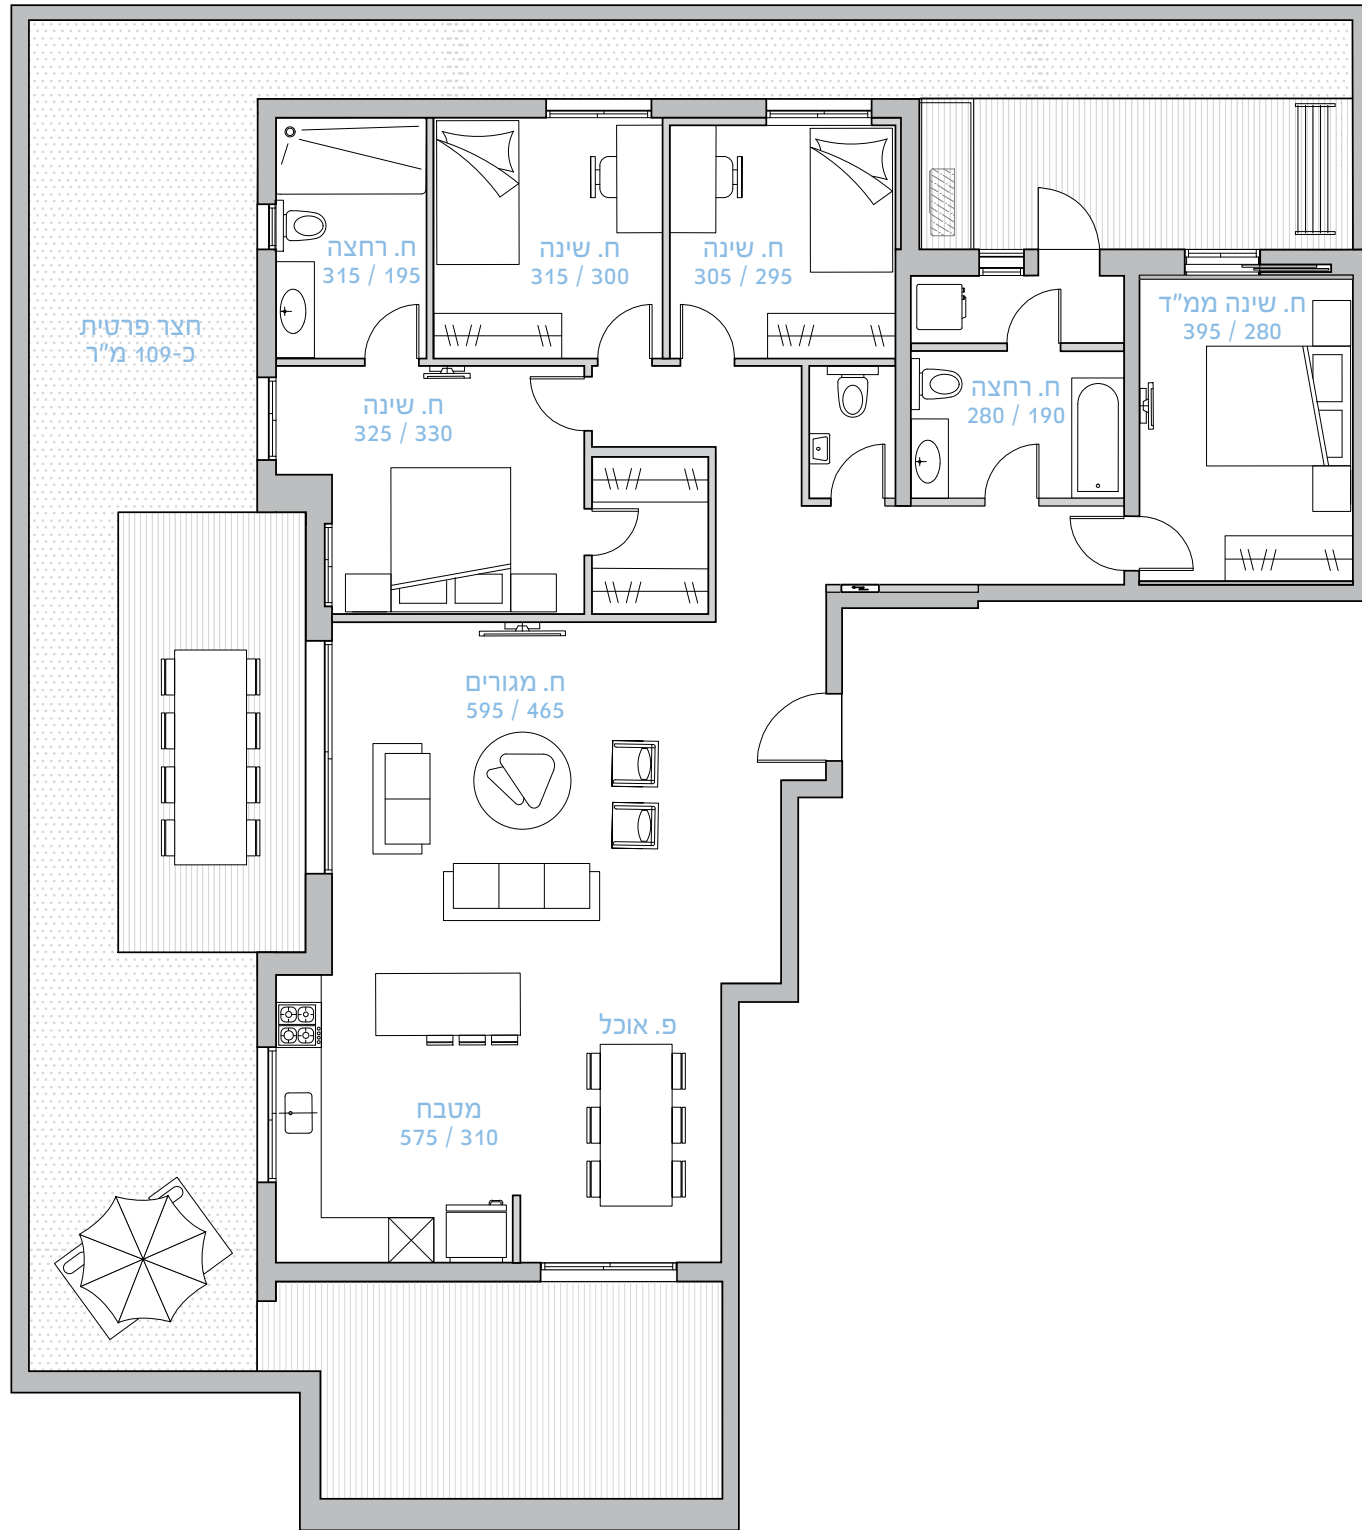 ח. רחצה
315 / 195
ח. שינה
315 / 300
ח. שינה
305 / 295
ח. שינה ממ"ד
395 / 280
חצר פרטית
כ-109 מ"ר
ח. רחצה
280 / 190
ח. שינה
325 / 330
ח. מגורים
595 / 465
פ. אוכל
מטבח
575 / 310